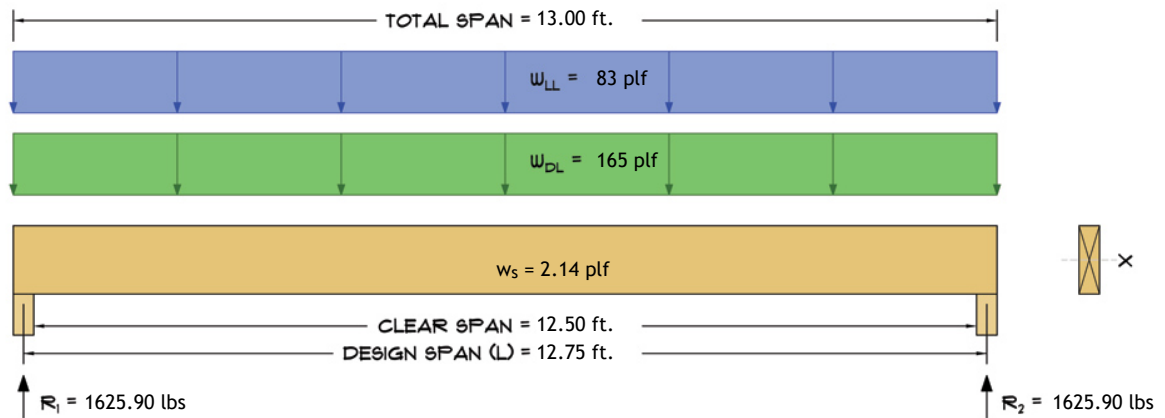 TOTAL SPAN = 13.00 ft.
WLL = 83 plf
WDL = 165 plf
ws = 2.14 plf
X
CLEAR SPAN = 12.50 ft.
DESIGN SPAN (L) = 12.75 ft.
R1 = 1625.90 lbs
R2 = 1625.90 lbs